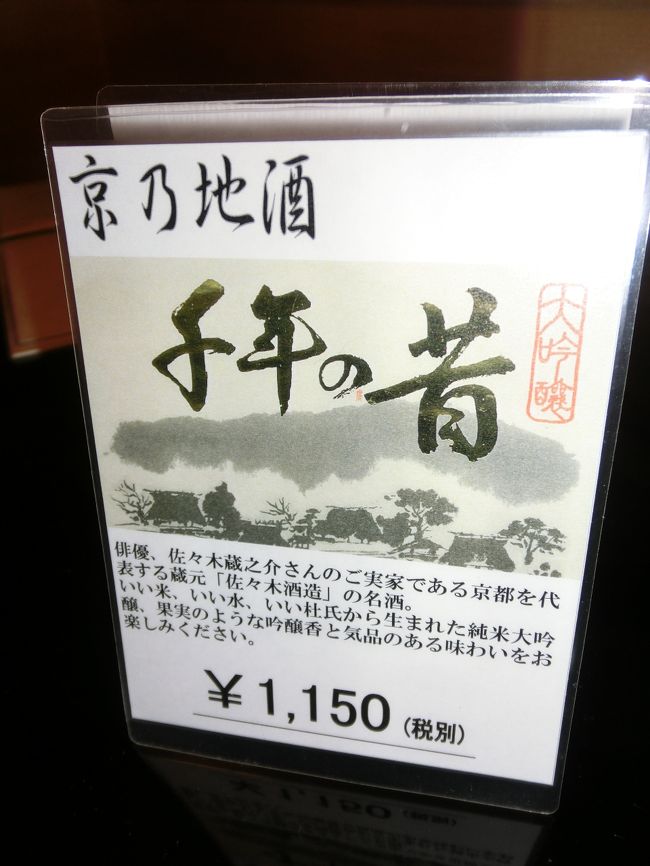 京乃地酒
千年の昔
大吟醸
俳優、佐々木蔵之介さんのご実家である京都を代
表する蔵元「佐々木酒造」の名酒。
いい米、いい水、いい杜氏から生まれた純米大吟
醸、果実のような吟醸香と気品のある味わいをお
楽しみください。
￥1,150(税別)